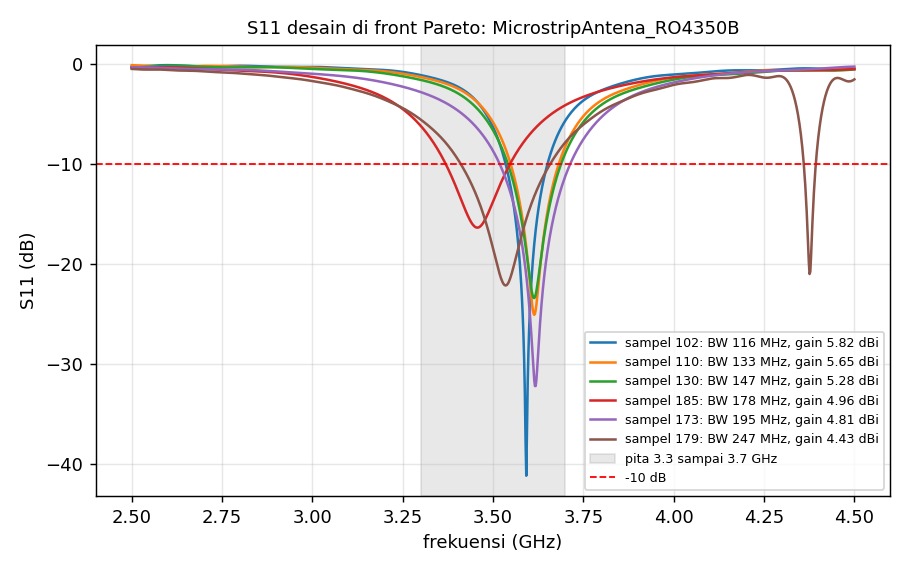 S11 desain di front Pareto: MicrostripAntena_RO4350B
S11 (dB)
0
−10
−20
−30
−40
sampel 102: BW 116 MHz, gain 5.82 dBi
sampel 110: BW 133 MHz, gain 5.65 dBi
sampel 130: BW 147 MHz, gain 5.28 dBi
sampel 185: BW 178 MHz, gain 4.96 dBi
sampel 173: BW 195 MHz, gain 4.81 dBi
sampel 179: BW 247 MHz, gain 4.43 dBi
pita 3.3 sampai 3.7 GHz
-10 dB
2.50 2.75 3.00 3.25 3.50 3.75 4.00 4.25 4.50
frekuensi (GHz)